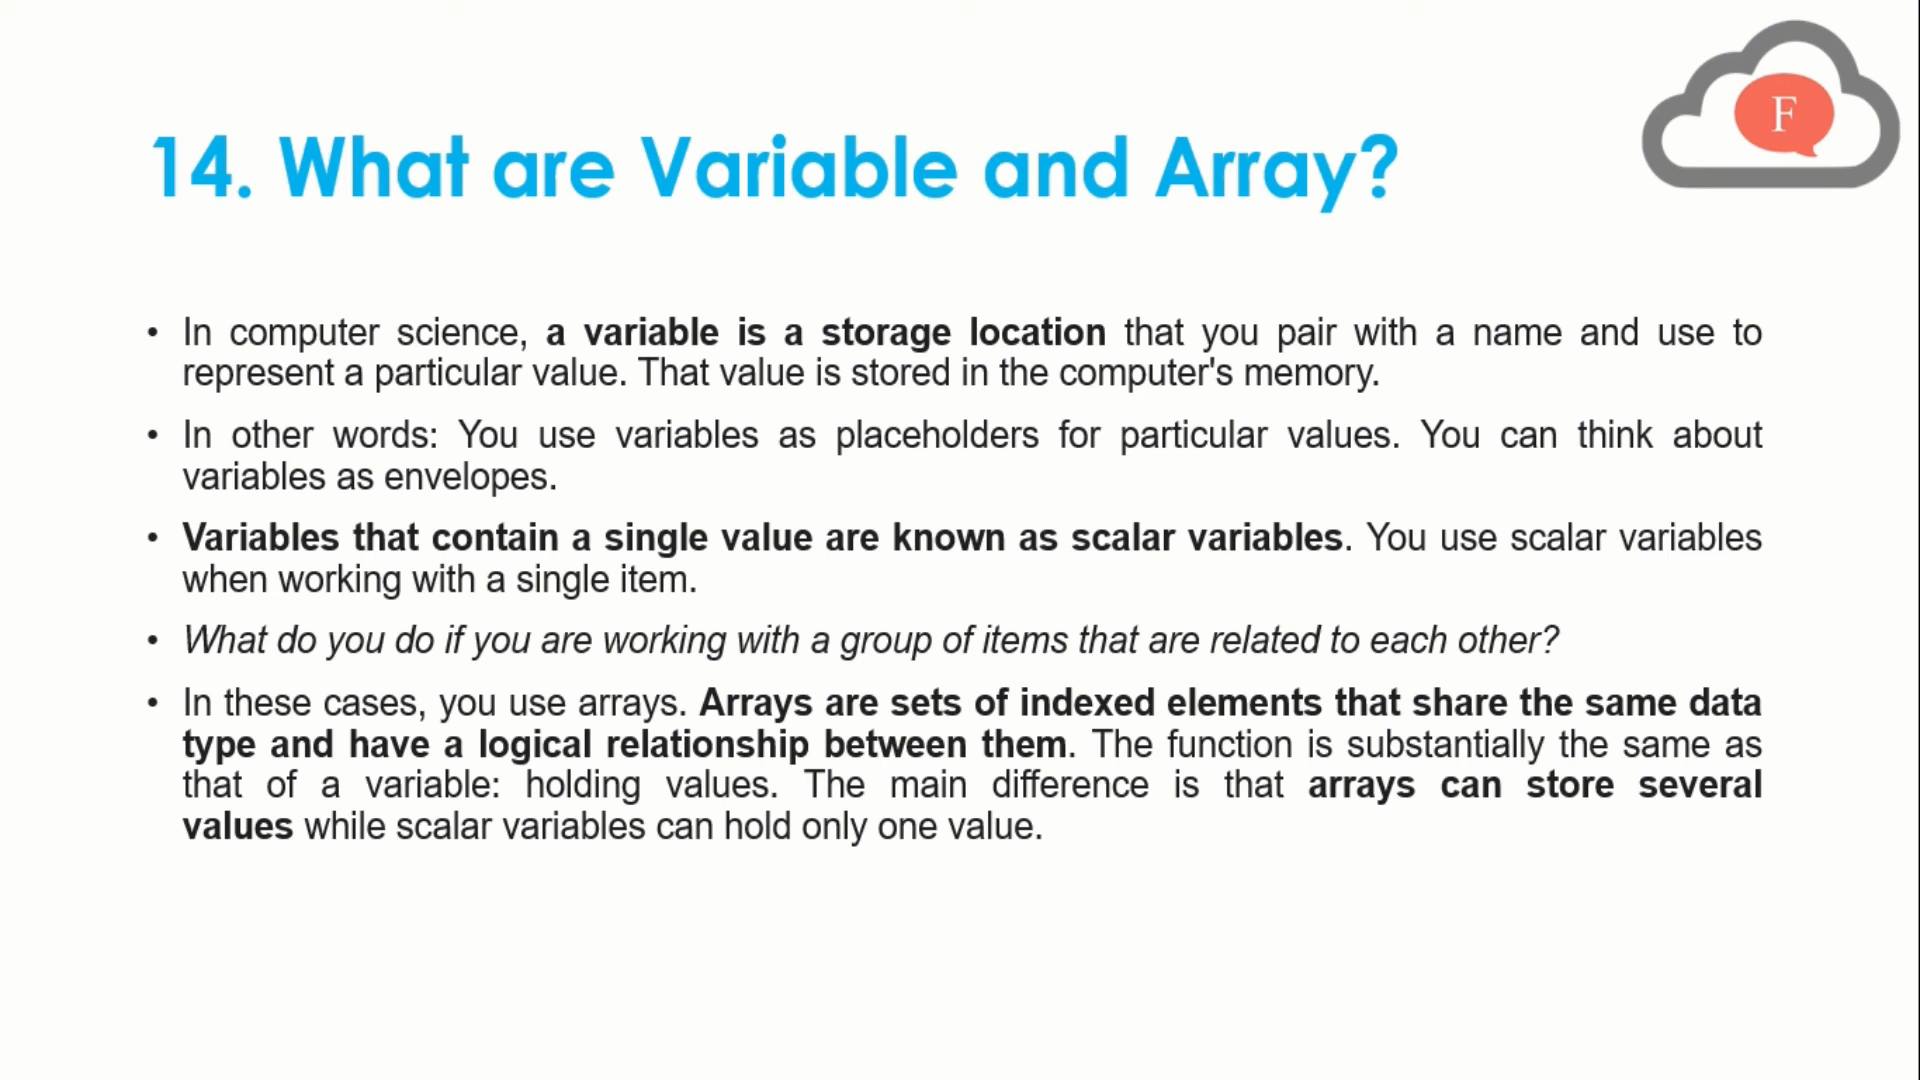 F
14. What are Variable and Array?
• In computer science, a variable is a storage location that you pair with a name and use to
represent a particular value. That value is stored in the computer's memory.
• In other words: You use variables as placeholders for particular values. You can think about
variables as envelopes.
• Variables that contain a single value are known as scalar variables. You use scalar variables
when working with a single item.
• What do you do if you are working with a group of items that are related to each other?
• In these cases, you use arrays. Arrays are sets of indexed elements that share the same data
type and have a logical relationship between them. The function is substantially the same as
that of a variable: holding values. The main difference is that arrays can store several
values while scalar variables can hold only one value.